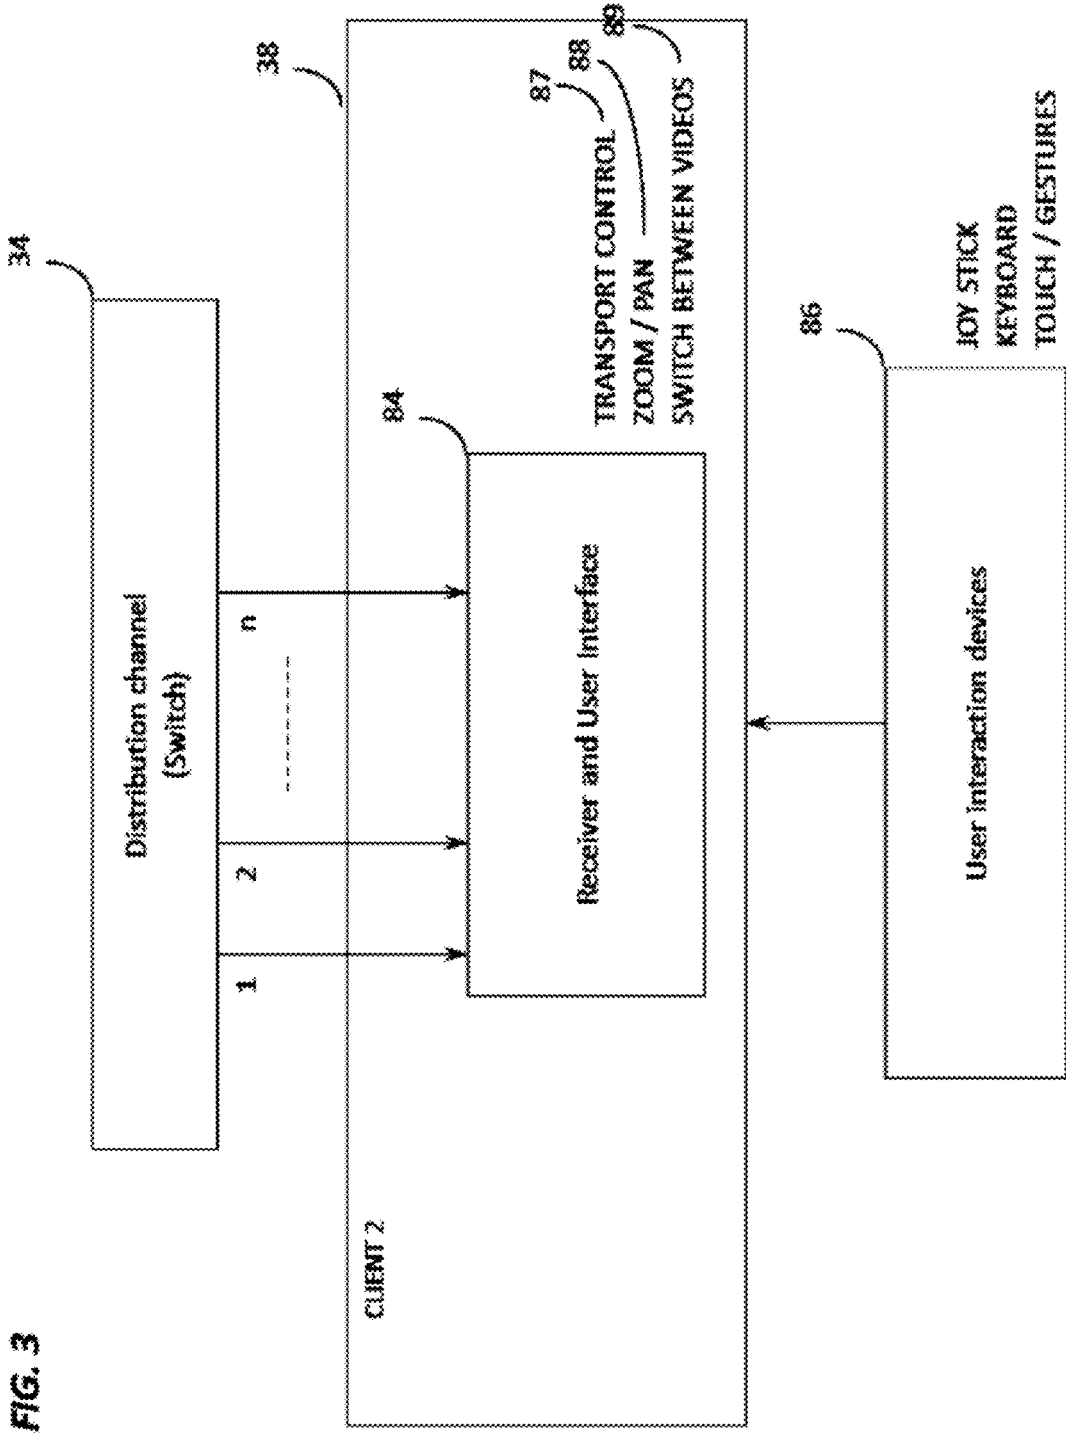 FIG. 3
34
Distribution channel
(Switch)
1
2
n
38
CLIENT 2
84
Receiver and User Interface
87
TRANSPORT CONTROL
88
ZOOM / PAN
89
SWITCH BETWEEN VIDEOS
86
User interaction devices
JOY STICK
KEYBOARD
TOUCH / GESTURES